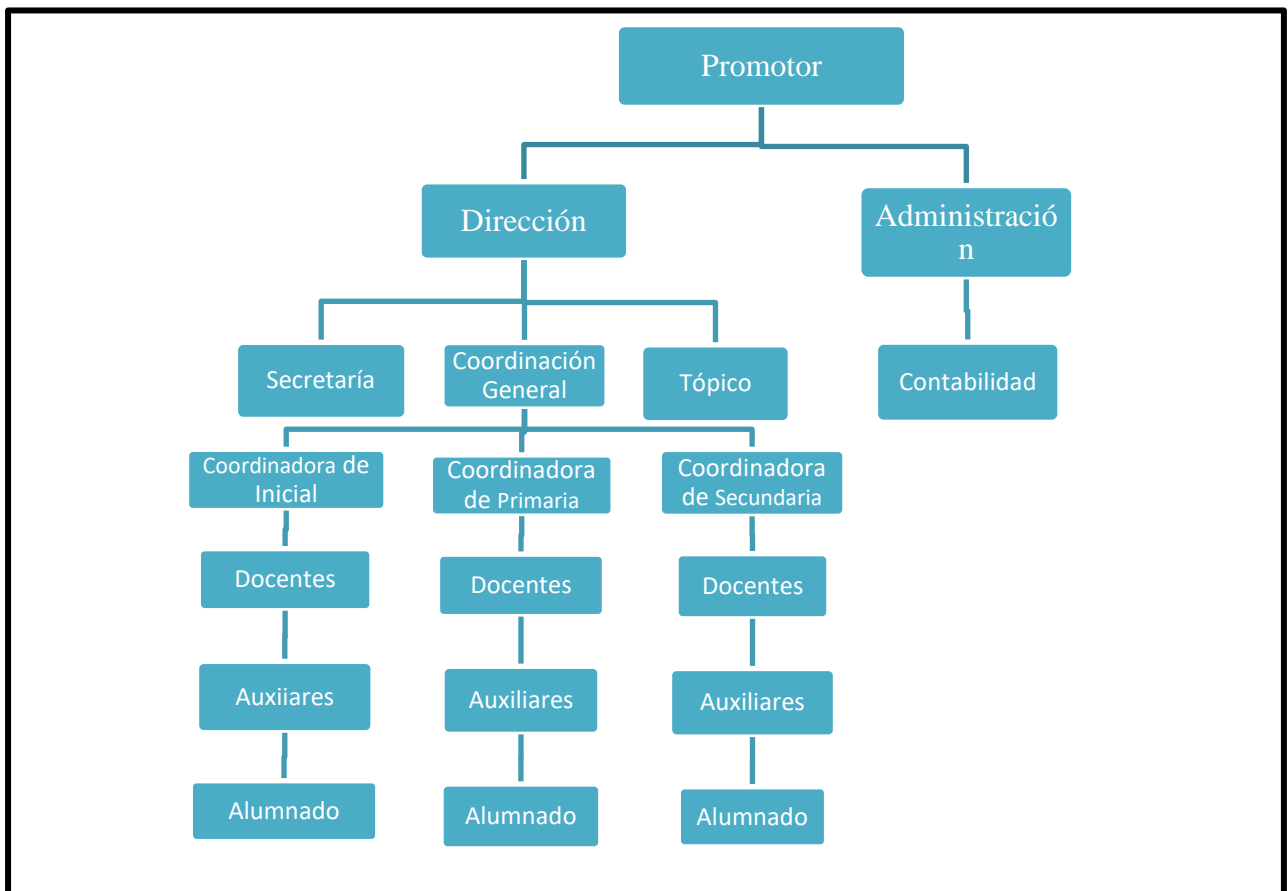 Promotor
Dirección
Administració
n
Secretaría
Coordinación
General
Tópico
Contabilidad
Coordinadora de
Inicial
Coordinadora
de Primaria
Coordinadora
de Secundaria
Docentes
Docentes
Docentes
Auxiiares
Auxiliares
Auxiliares
Alumnado
Alumnado
Alumnado